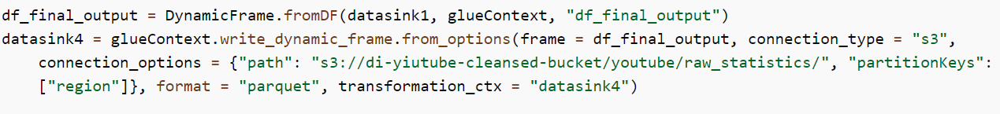 df_final_output = DynamicFrame.fromDF(datasink1, glueContext, "df_final_output")
datasink4 = glueContext.write_dynamic_frame.from_options(frame = df_final_output, connection_type = "s3",
connection_options = {"path": "s3://di-yiutube-cleansed-bucket/youtube/raw_statistics/", "partitionKeys":
["region"]}, format = "parquet", transformation_ctx = "datasink4")